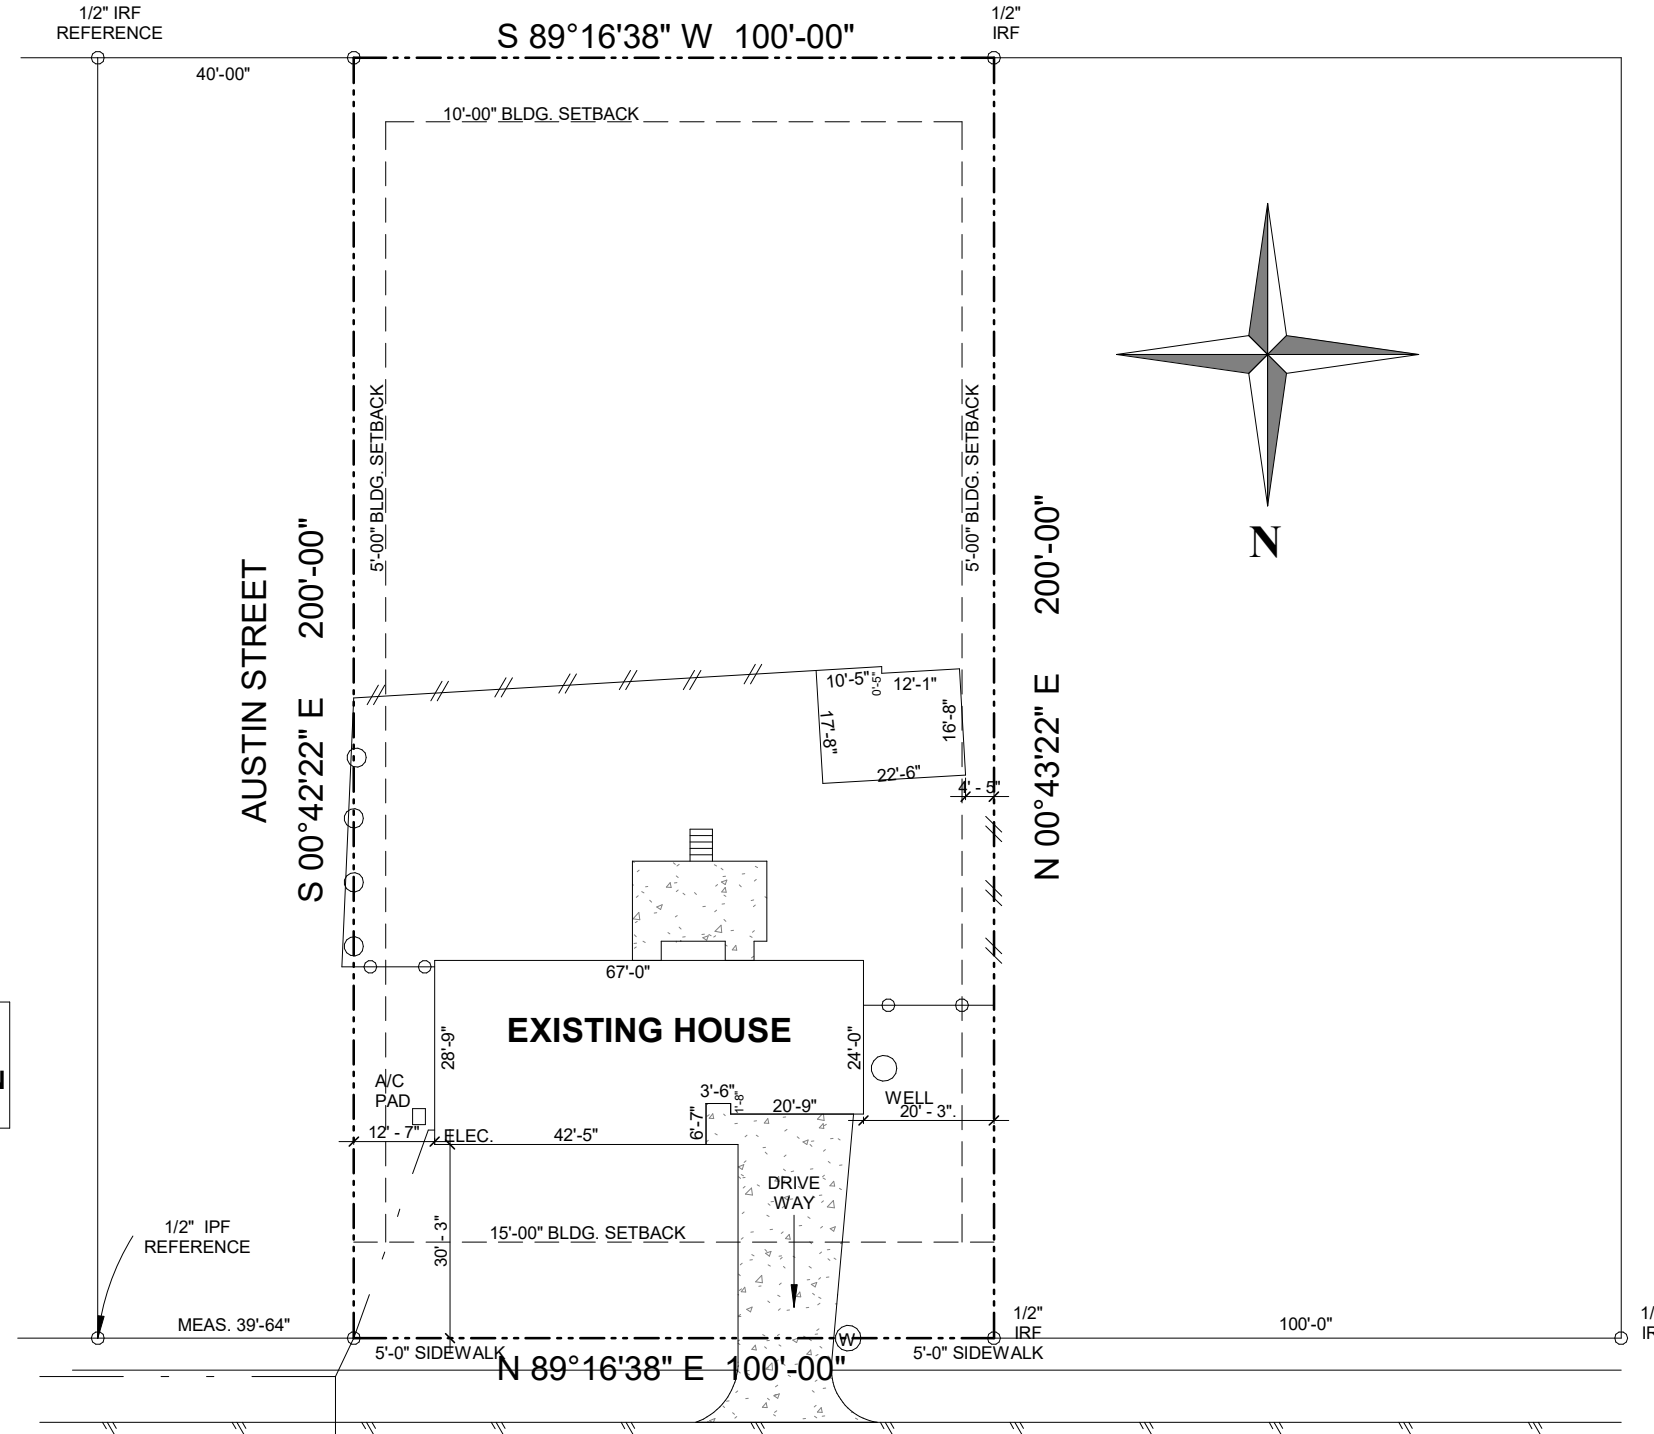 1/2" IRF
REFERENCE
S 89°16'38" W 100'-00"
1/2"
IRF
40'-00"
10'-00" BLDG. SETBACK
5'-00" BLDG. SETBACK
5'-00" BLDG. SETBACK
N
AUSTIN STREET
S 00°42'22" E 200'-00"
N 00°43'22" E 200'-00"
10'-5"
0'-5"
12'-1"
17'-8"
16'-8"
22'-6"
4' - 5"
67'-0"
EXISTING HOUSE
28'-9"
24'-0"
A/C
PAD
3'-6"
1'-8"
20'-9"
6'-7"
WELL
20' - 3".
12' - 7"
ELEC.
42'-5"
DRIVE
WAY
30' - 3"
15'-00" BLDG. SETBACK
1/2" IPF
REFERENCE
MEAS. 39'-64"
W
1/2"
IRF
100'-0"
5'-0" SIDEWALK
5'-0" SIDEWALK
N 89°16'38" E 100'-00"